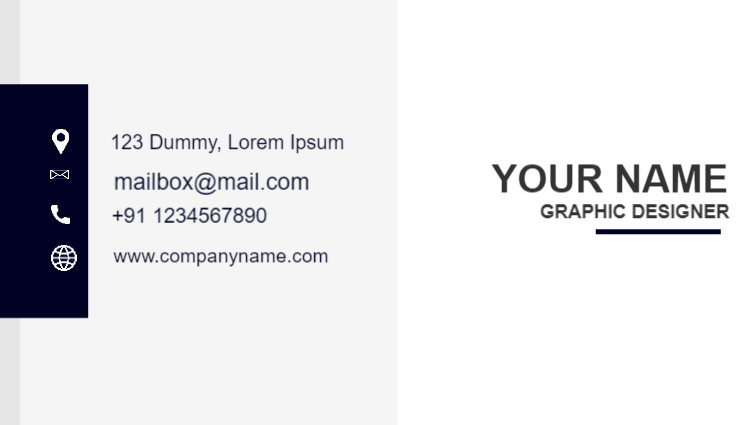 123 Dummy, Lorem Ipsum
mailbox@mail.com
+91 1234567890
www.companyname.com
YOUR NAME
GRAPHIC DESIGNER